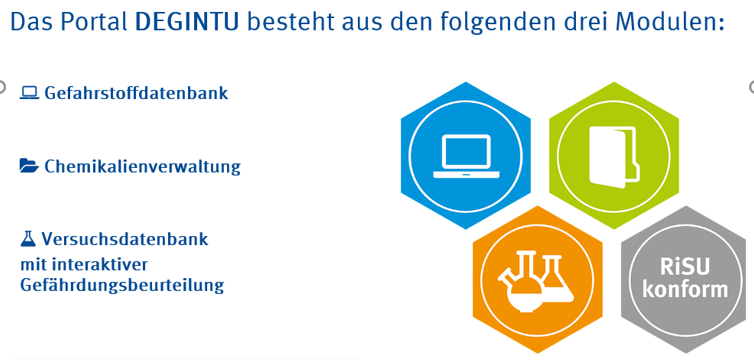 Das Portal DEGINTU besteht aus den folgenden drei Modulen:
Gefahrstoffdatenbank
Chemikalienverwaltung
Versuchsdatenbank
mit interaktiver
Gefährdungsbeurteilung
RiSU
konform